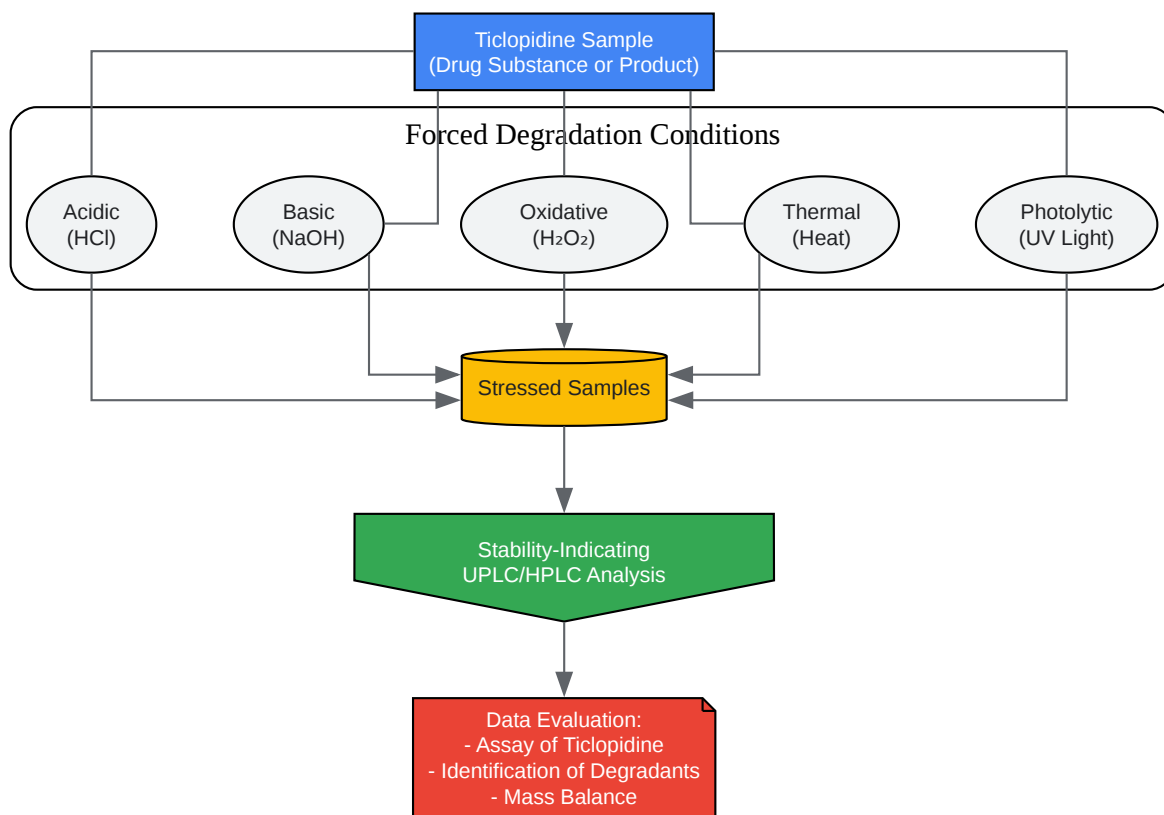 Ticlopidine Sample
(Drug Substance or Product)
Forced Degradation Conditions
Acidic
(HCl)
Basic
(NaOH)
Oxidative
(H₂O₂)
Thermal
(Heat)
Photolytic
(UV Light)
Stressed Samples
Stability-Indicating
UPLC/HPLC Analysis
Data Evaluation:
- Assay of Ticlopidine
- Identification of Degradants
- Mass Balance